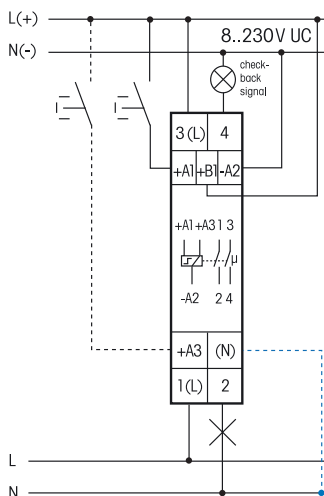 L(+)
N(-)
8..230V UC
check-
back
signal
3 (L) 4
+A1 +B1 -A2
+A1 +A3 1 3
µ
-A2 2 4
+A3 (N)
1 (L) 2
L
N